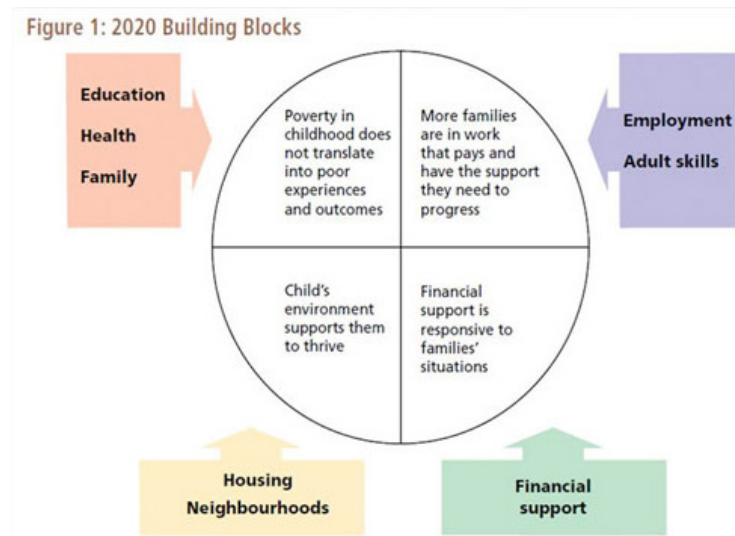 Figure 1: 2020 Building Blocks
Education
Health
Family
Poverty in
childhood does
not translate
into poor
experiences
and outcomes
More families
are in work
that pays and
have the support
they need to
progress
Employment
Adult skills
Child's
environment
supports them
to thrive
Financial
support is
responsive to
families'
situations
Housing
Neighbourhoods
Financial
support